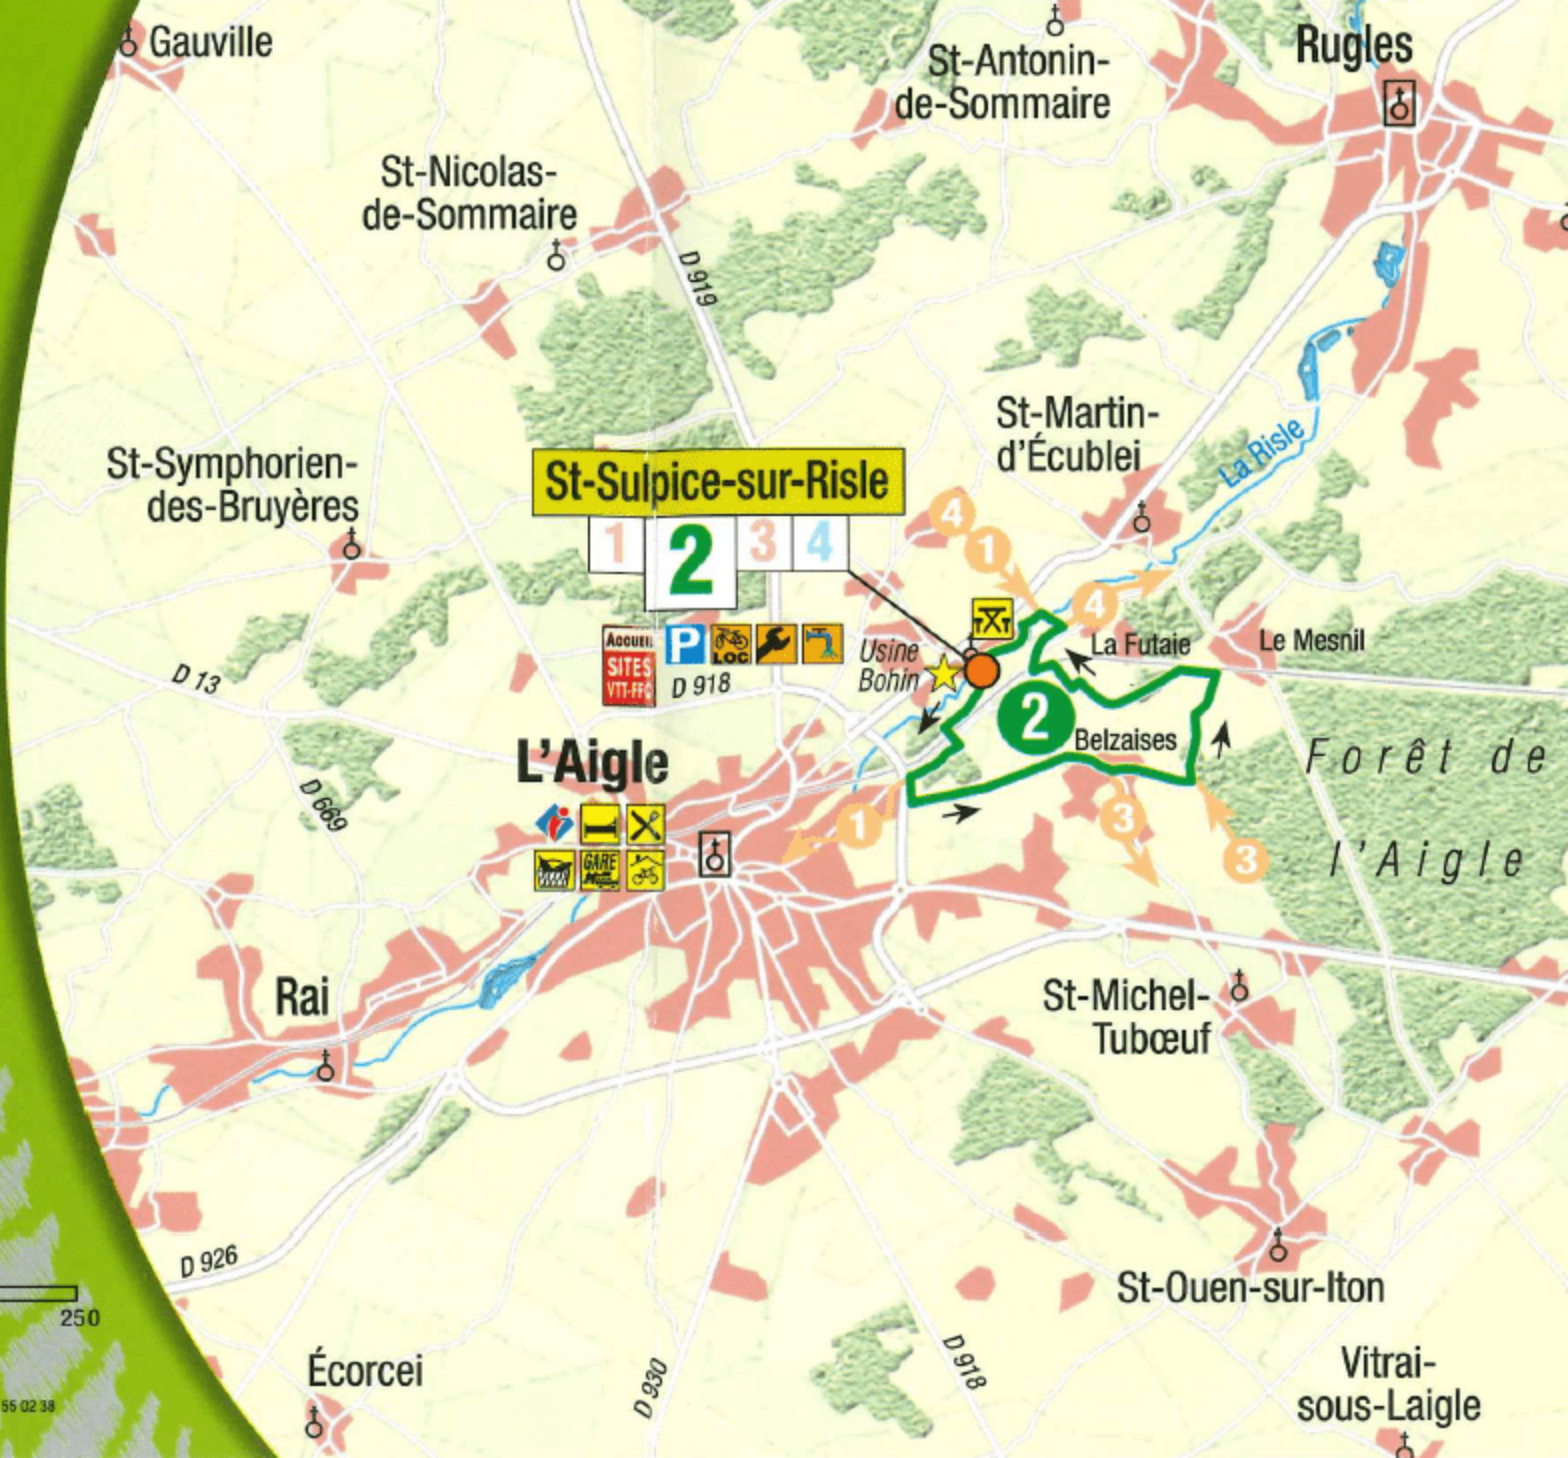 Gauville
St-Antonin-
de-Sommaire
Rugles
St-Nicolas-
de-Sommaire
D 919
St-Martin-
d'Écublei
La Risle
St-Symphorien-
des-Bruyères
St-Sulpice-sur-Risle
1 2 3 4
4
1
4
ACCUEIL
SITES
VTT-FFC
P
LOC
Usine
Bohin
La Futaie
Le Mesnil
D 13
D 918
2
Belzaises
L'Aigle
Forêt de
l'Aigle
D 669
GARE
1
3
3
Rai
St-Michel-
Tubœuf
D 926
250
St-Ouen-sur-Iton
Écorcei
D 930
D 918
Vitrai-
sous-Laigle
55 02 38